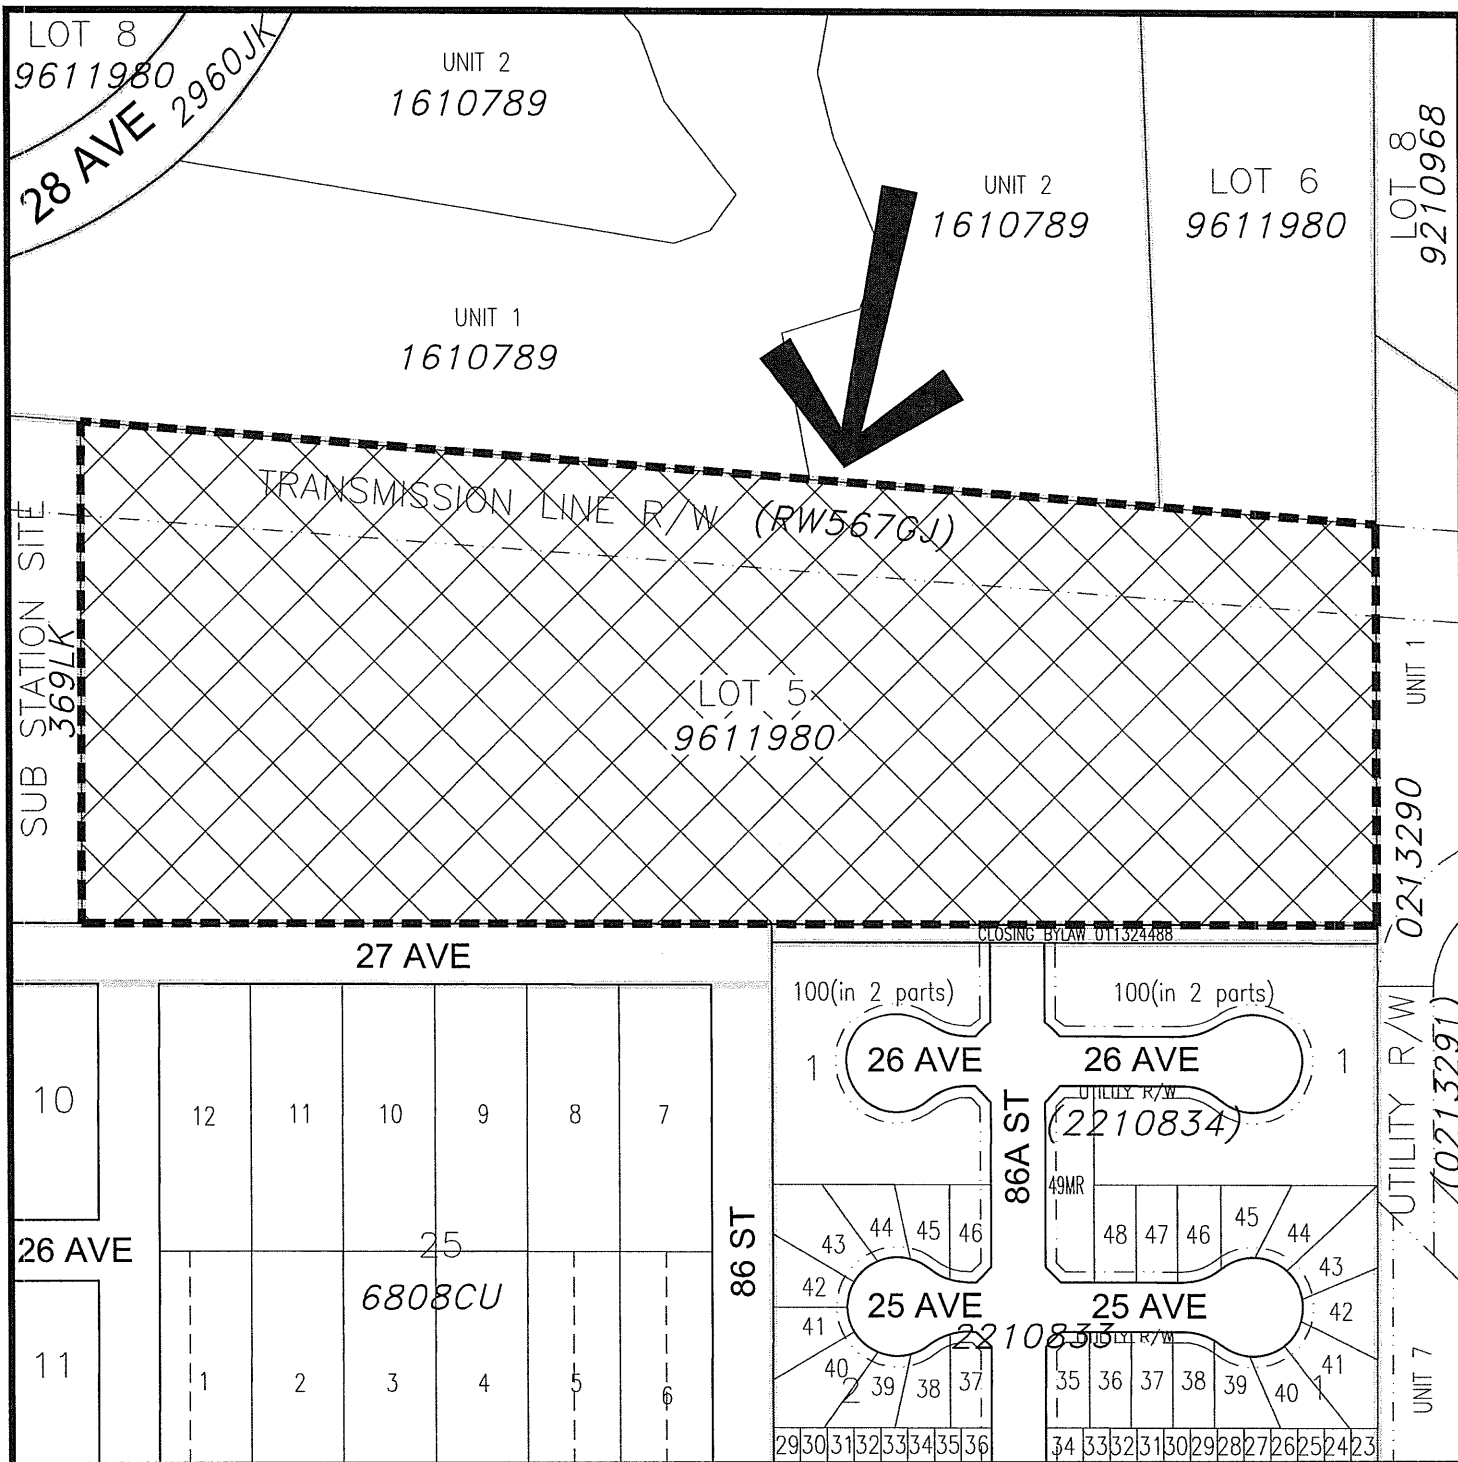 LOT 8
9611980
28 AVE 2960JK
UNIT 2
1610789
UNIT 2
1610789
LOT 6
9611980
LOT 8
9210968
UNIT 1
1610789
TRANSMISSION LINE R/W (RW567GJ)
SUB STATION SITE
369LK
LOT 5
9611980
UNIT 1
0213290
CLOSING BYLAW 011324488
27 AVE
100(in 2 parts)
100(in 2 parts)
1
26 AVE
26 AVE
1
UTILITY R/W
(2210834)
86A ST
UTILITY R/W
(0213291)
10
12
11
10
9
8
7
49MR
43
44
45
46
48
47
46
45
44
43
26 AVE
25
6808CU
86 ST
42
25 AVE
25 AVE
42
41
2210833
UTILITY R/W
41
11
1
2
3
4
5
6
40
2
39
38
37
35
36
37
38
39
40
1
UNIT 7
29 30 31 32 33 34 35 36
34 33 32 31 30 29 28 27 26 25 24 23